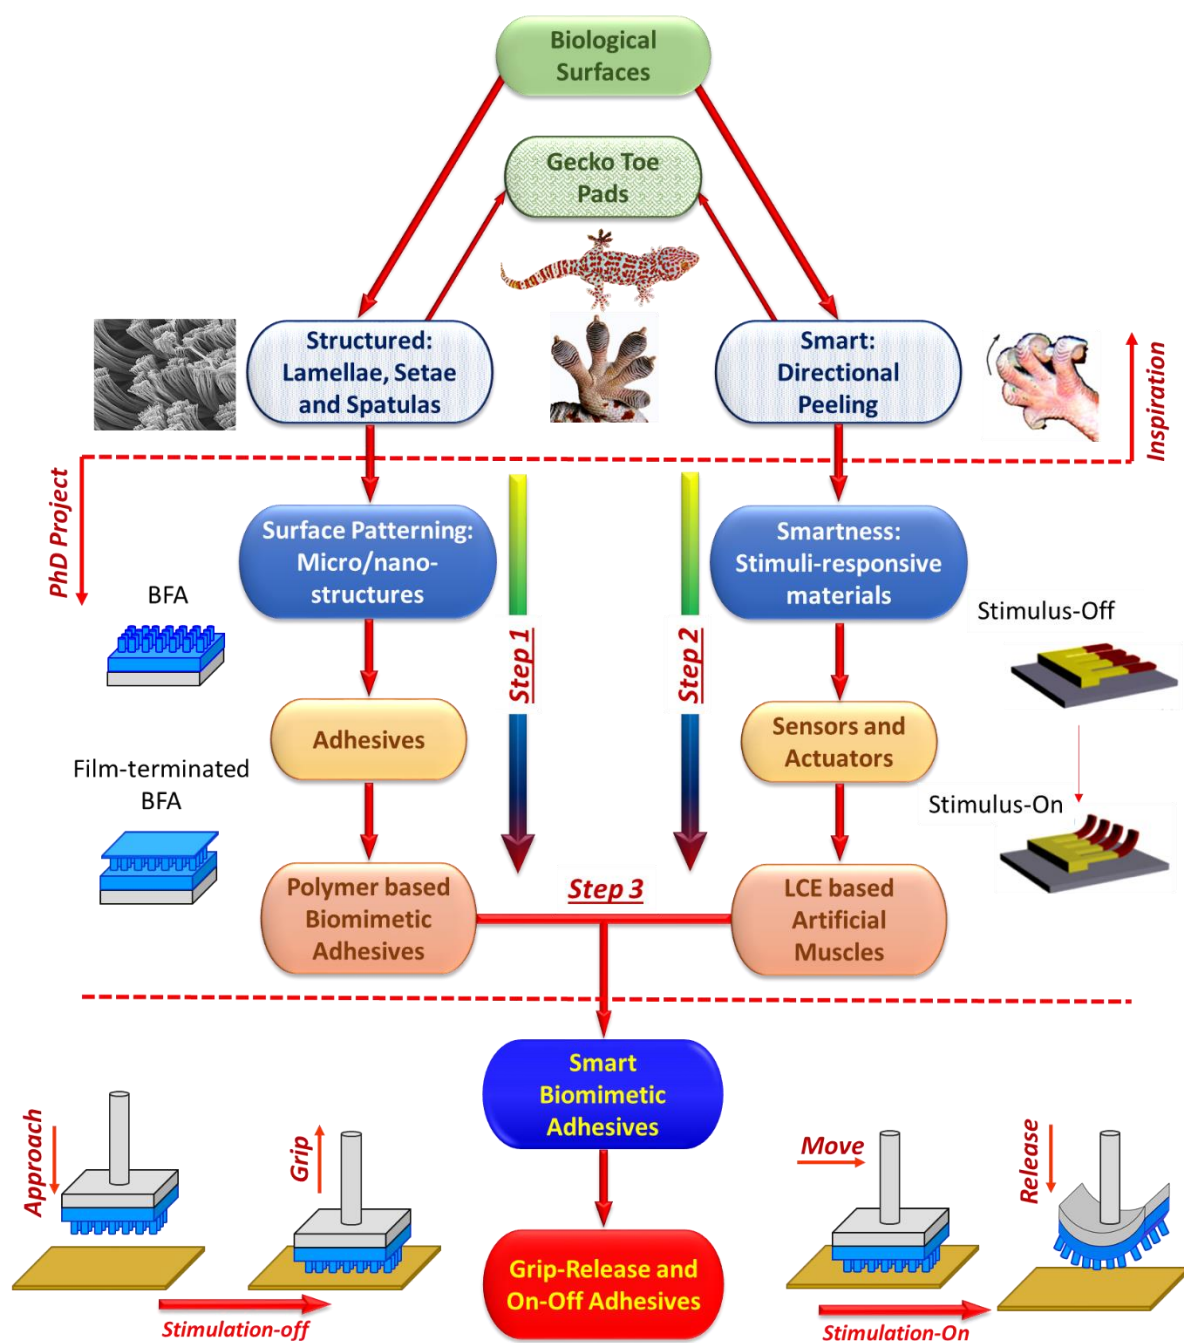 Biological
Surfaces
Gecko Toe
Pads
Structured:
Lamellae, Setae
and Spatulas
Smart:
Directional
Peeling
Inspiration
PhD Project
Surface Patterning:
Micro/nano-
structures
Smartness:
Stimuli-responsive
materials
BFA
Step 1
Step 2
Stimulus-Off
Adhesives
Sensors and
Actuators
Film-terminated
BFA
Stimulus-On
Polymer based
Biomimetic
Adhesives
Step 3
LCE based
Artificial
Muscles
Smart
Biomimetic
Adhesives
Approach
Grip
Move
Release
Grip-Release and
On-Off Adhesives
Stimulation-off
Stimulation-On